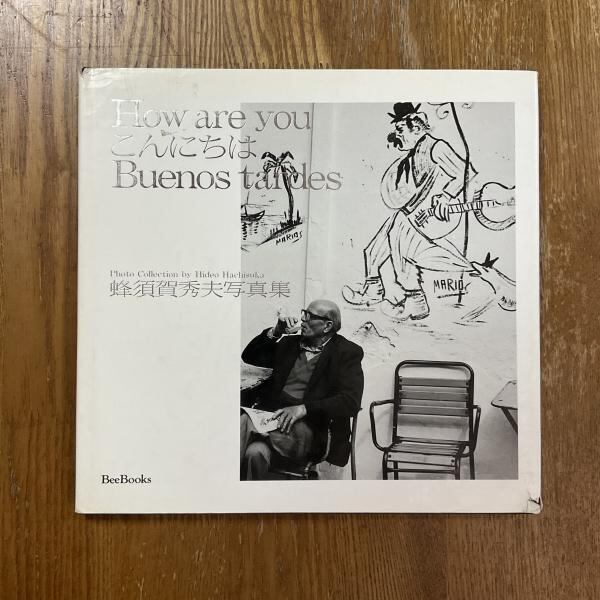 How are you
こんにちは
Buenos tardes
Photo Collection by Hideo Hachisuka
蜂須賀秀夫写真集
BeeBooks
MARIOS
MARIOS